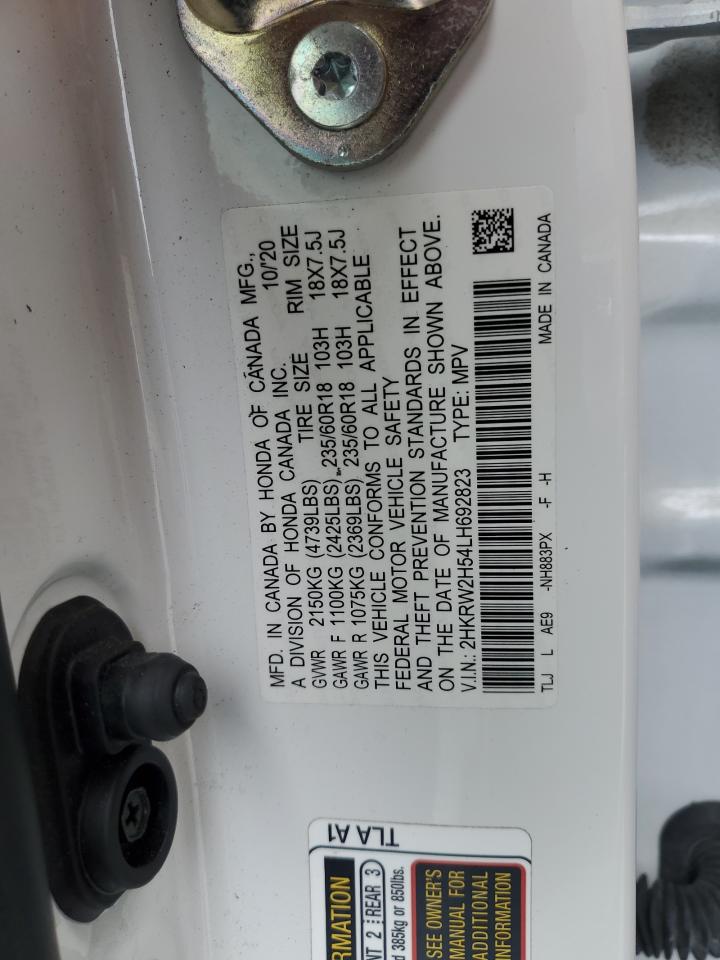 MFD. IN CANADA BY HONDA OF CANADA MFG.,
A DIVISION OF HONDA CANADA INC. 10/'20
GVWR 2150KG (4739LBS) TIRE SIZE RIM SIZE
GAWR F 1100KG (2425LBS) 235/60R18 103H 18X7.5J
GAWR R 1075KG (2369LBS) 235/60R18 103H 18X7.5J
THIS VEHICLE CONFORMS TO ALL APPLICABLE
FEDERAL MOTOR VEHICLE SAFETY
AND THEFT PREVENTION STANDARDS IN EFFECT
ON THE DATE OF MANUFACTURE SHOWN ABOVE.
V.I.N.: 2HKRW2H54LH692823 TYPE: MPV
TLJ L AE9 -NH883PX -F -H MADE IN CANADA
TLA A1
REAR 3
385kg or 850lbs.
SEE OWNER'S
MANUAL FOR
ADDITIONAL
INFORMATION